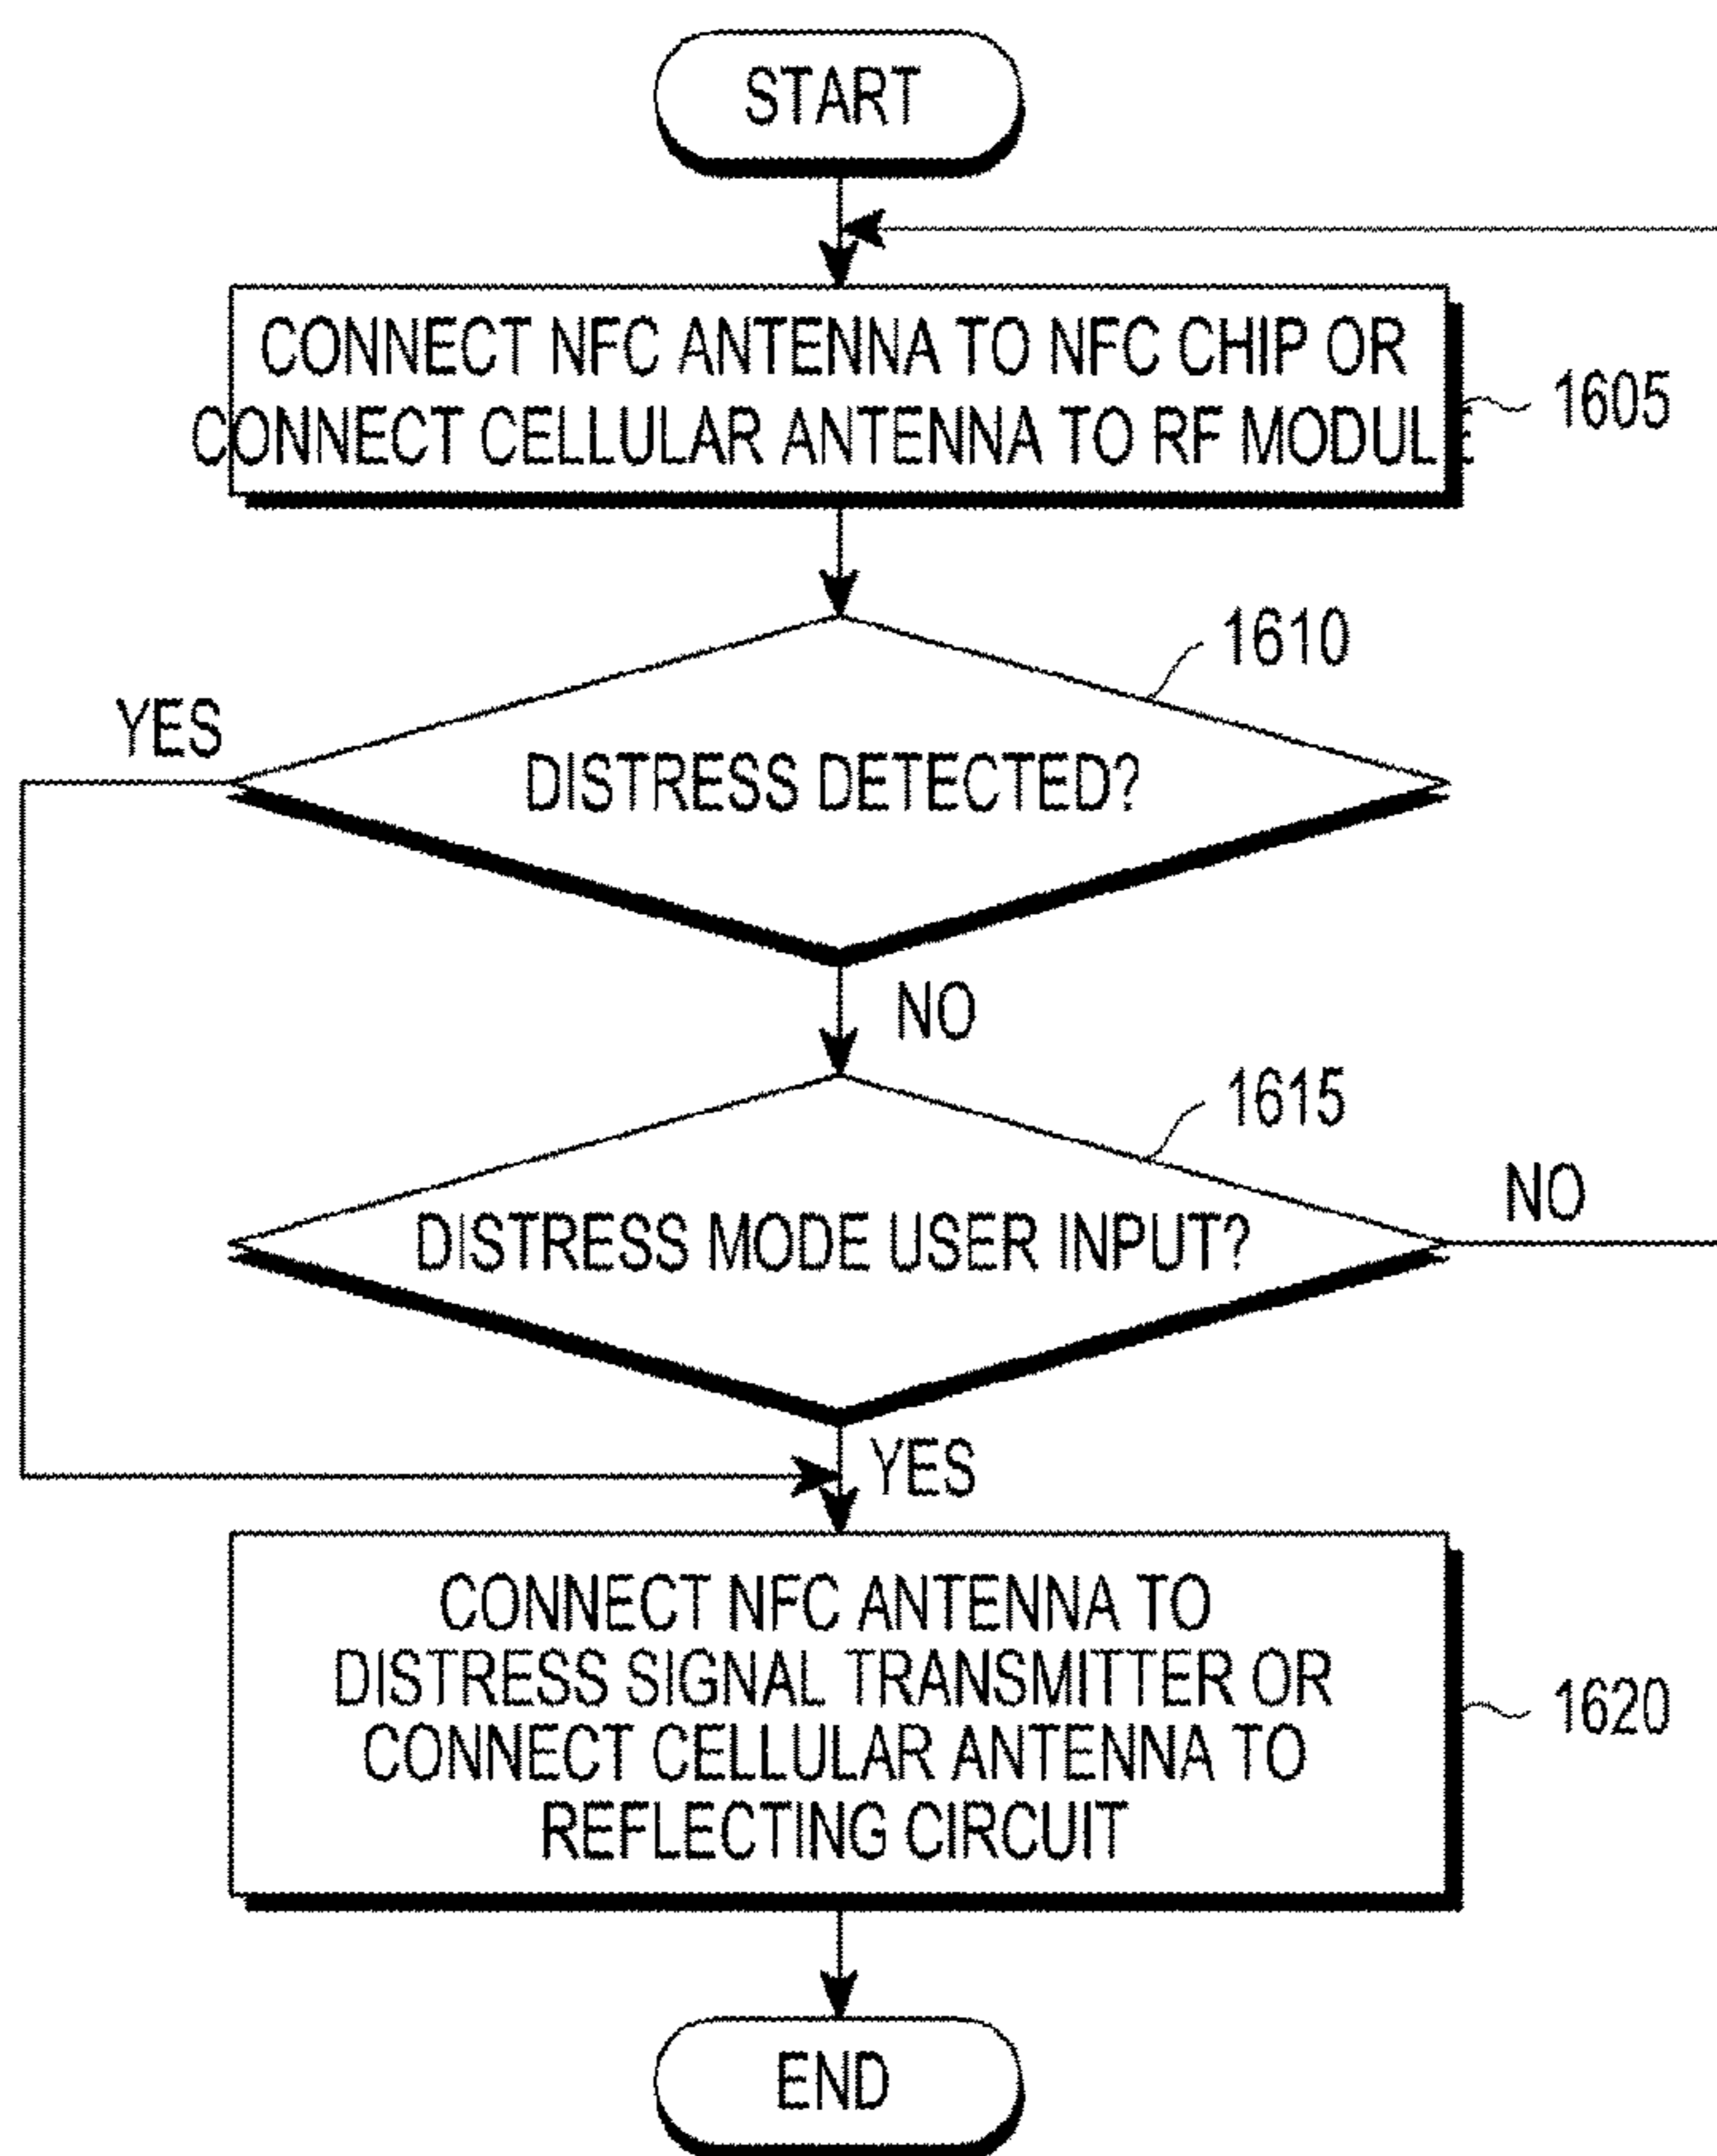 START
CONNECT NFC ANTENNA TO NFC CHIP OR
CONNECT CELLULAR ANTENNA TO RF MODULE
1605
1610
YES
DISTRESS DETECTED?
NO
1615
NO
DISTRESS MODE USER INPUT?
YES
CONNECT NFC ANTENNA TO
DISTRESS SIGNAL TRANSMITTER OR
CONNECT CELLULAR ANTENNA TO
REFLECTING CIRCUIT
1620
END